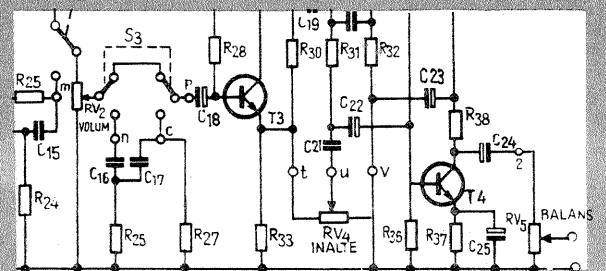 C19
S3
R28
R30
R31
R32
C23
R25
m
RV2
VOLUM
p
C18
T3
C22
R38
C24
2
C15
n
c
C21
C16
C17
t
u
v
T4
R24
R25
R27
R33
RV4
INALTE
R36
R37
C25
RV5
BALANS